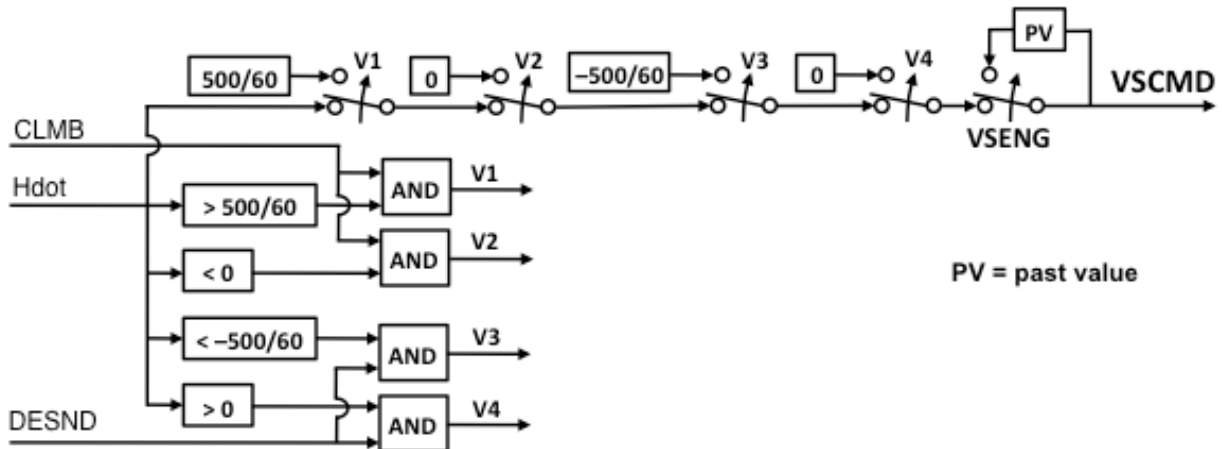 V1
V2
V3
V4
PV
500/60
0
–500/60
0
VSCMD
VSENG
CLMB
Hdot
AND
V1
> 500/60
AND
V2
< 0
PV = past value
< –500/60
AND
V3
> 0
AND
V4
DESND